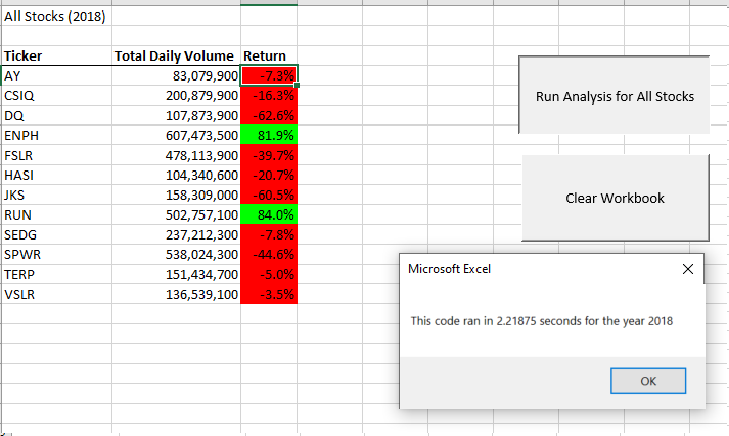 All Stocks (2018)
Ticker Total Daily Volume Return
AY 83,079,900 -7.3%
CSIQ 200,879,900 -16.3%
DQ 107,873,900 -62.6%
ENPH 607,473,500 81.9%
FSLR 478,113,900 -39.7%
HASI 104,340,600 -20.7%
JKS 158,309,000 -60.5%
RUN 502,757,100 84.0%
SEDG 237,212,300 -7.8%
SPWR 538,024,300 -44.6%
TERP 151,434,700 -5.0%
VSLR 136,539,100 -3.5%
Run Analysis for All Stocks
Clear Workbook
Microsoft Excel
This code ran in 2.21875 seconds for the year 2018
OK